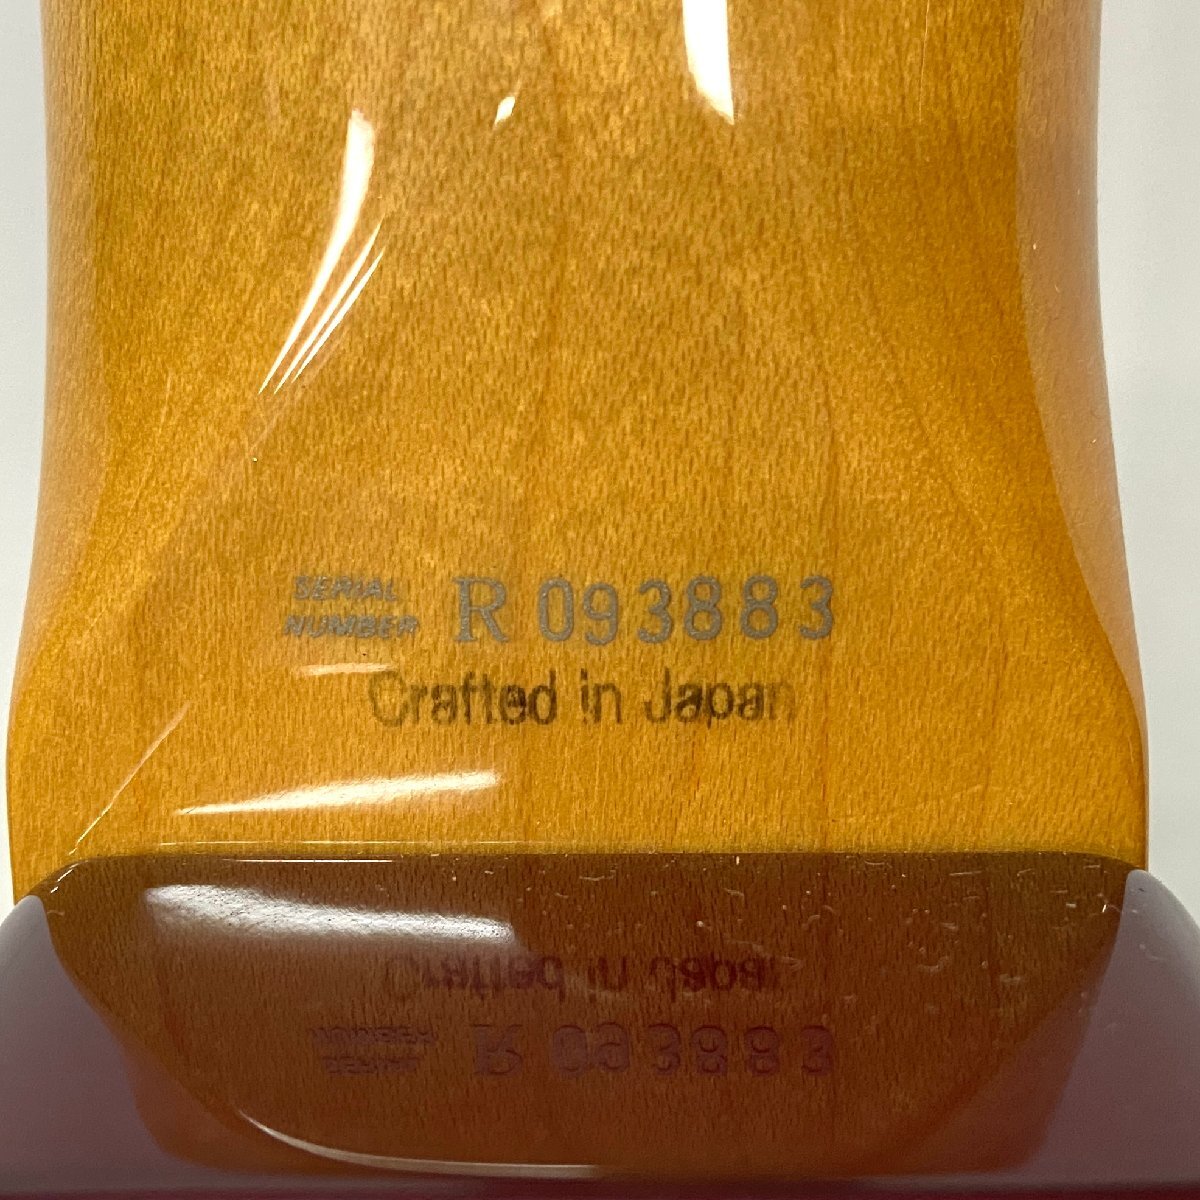 SERIAL
NUMBER R 093883
Crafted in Japan